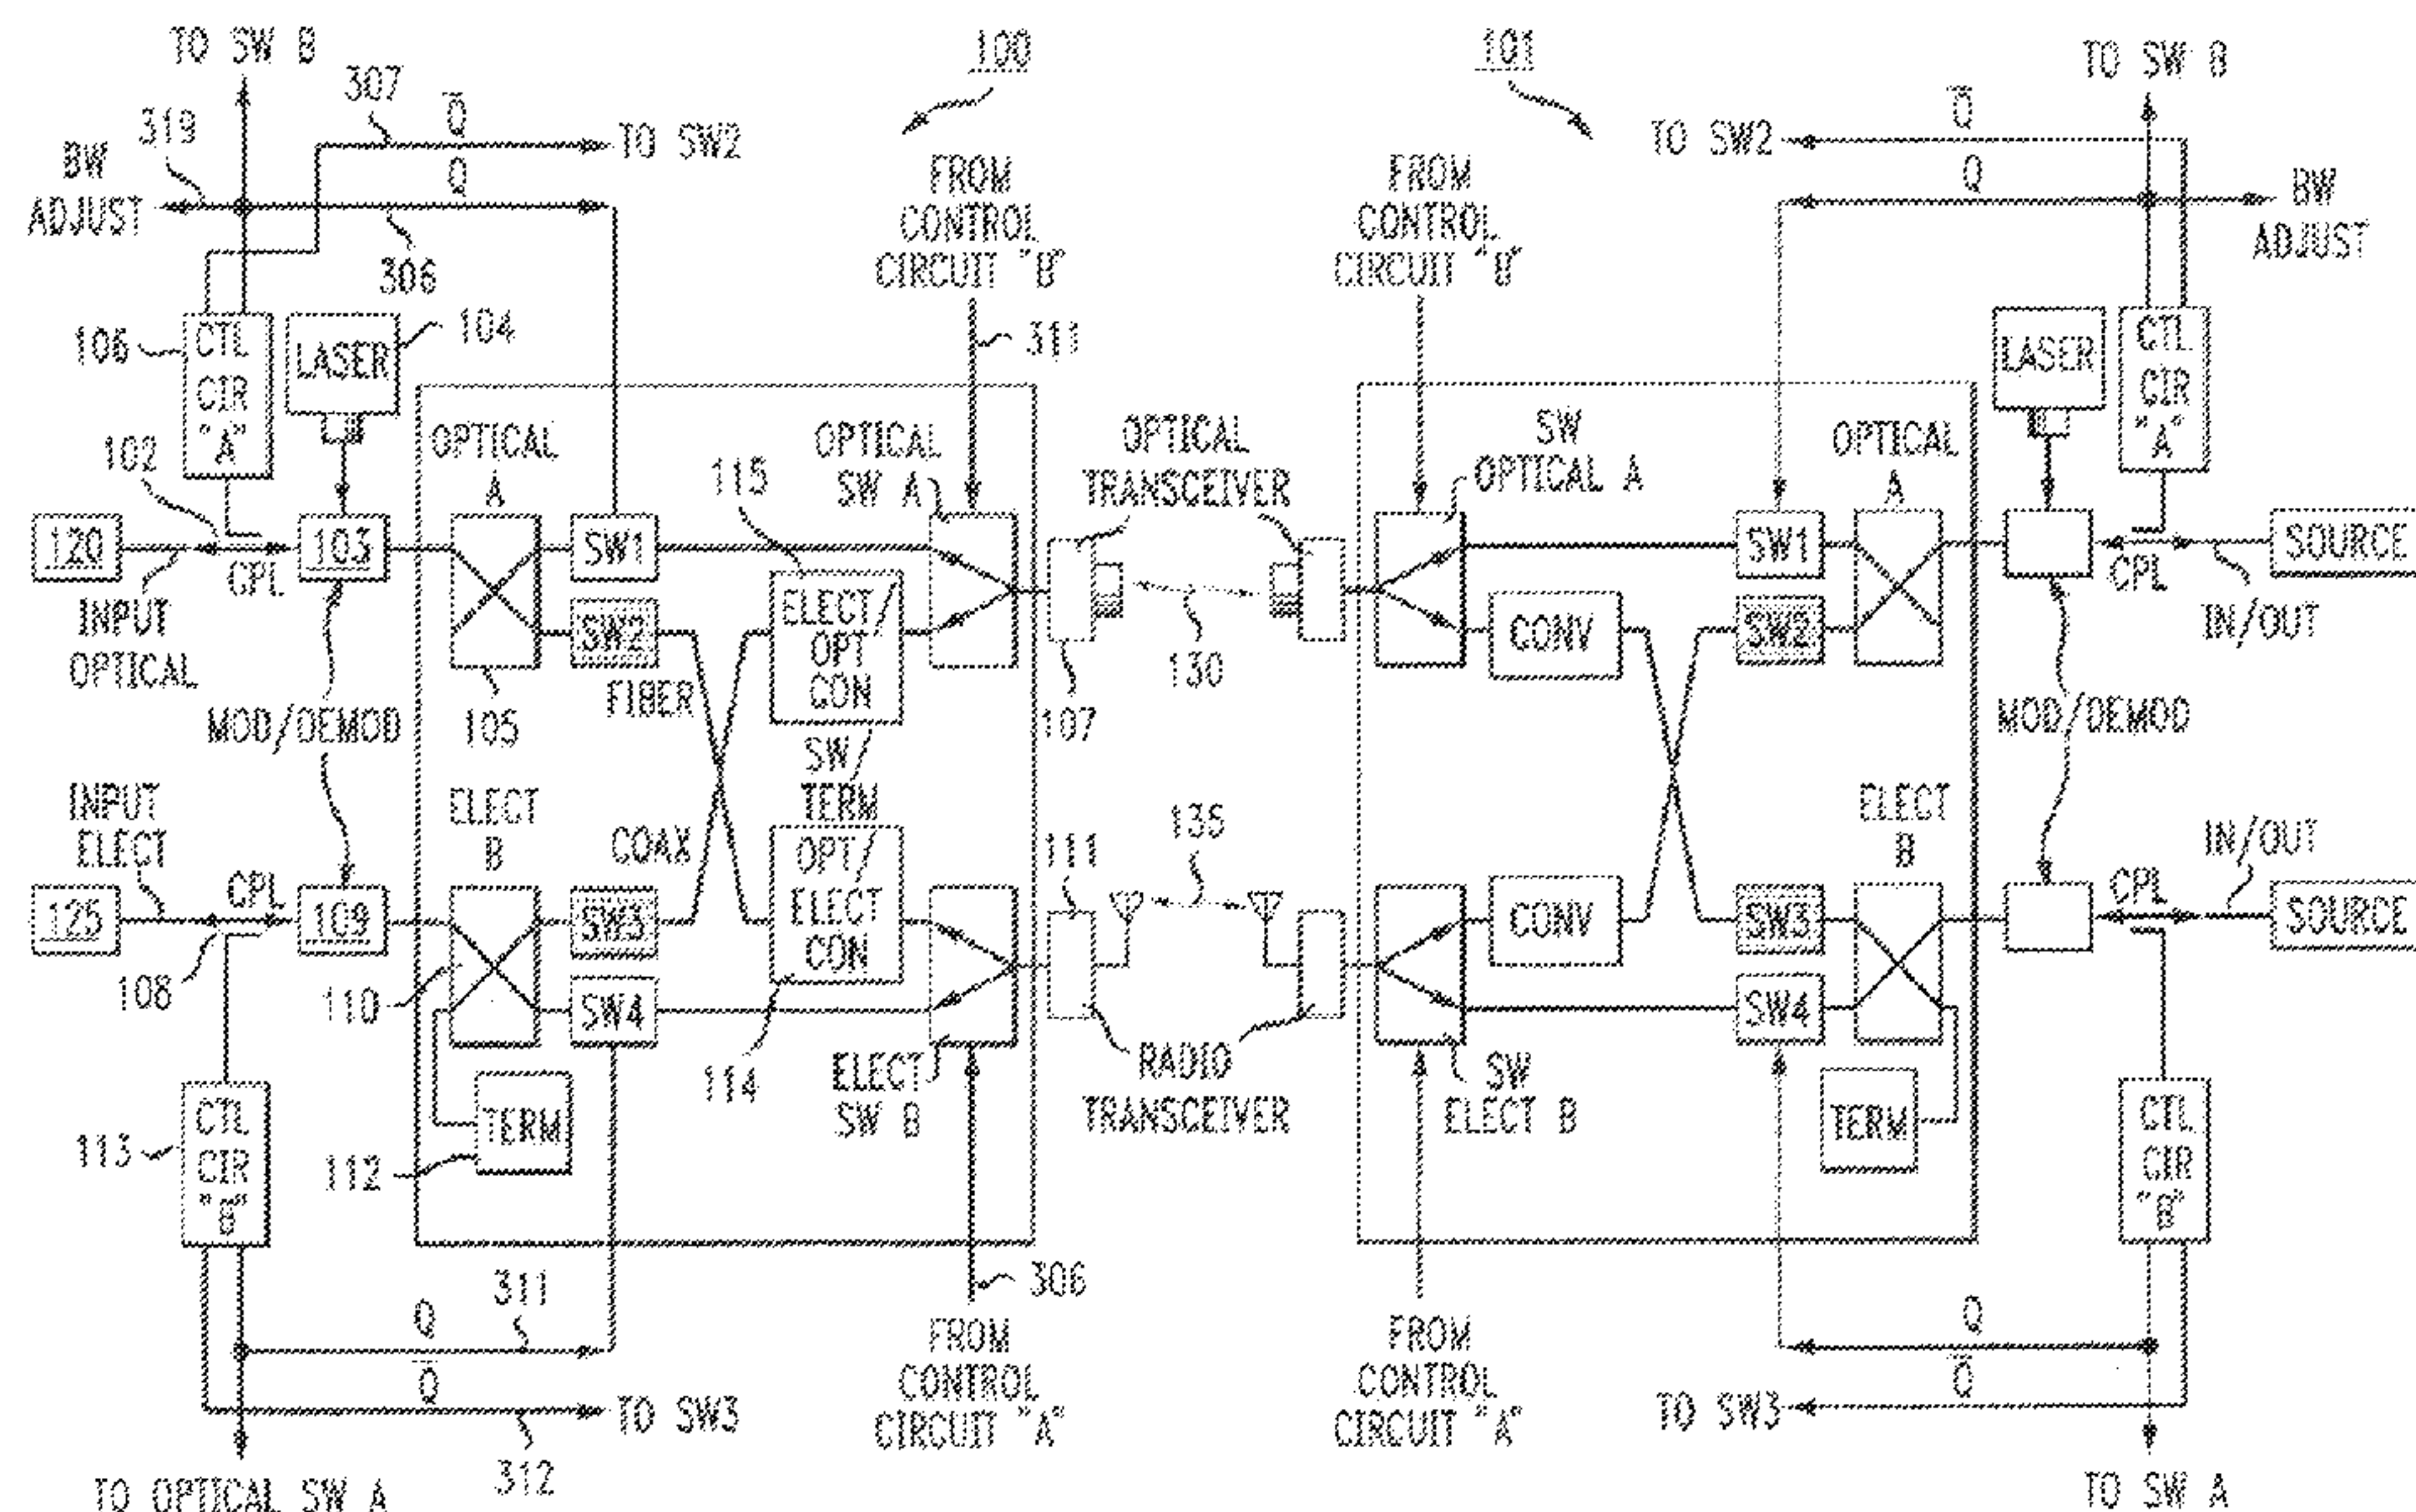 TO SW B
319
307
Q̅
TO SW2
BW
ADJUST
Q
306
100
101
FROM
CONTROL
CIRCUIT "B"
311
FROM
CONTROL
CIRCUIT "B"
TO SW B
TO SW2
Q̅
Q
BW
ADJUST
106
CTL
CIR
"A"
LASER
104
102
120
CPL
103
INPUT
OPTICAL
MOD/DEMOD
OPTICAL
A
105
SW1
SW2
FIBER
115
ELECT/
OPT
CON
OPTICAL
SW A
SW/
TERM
OPTICAL
TRANSCEIVER
130
107
SW
OPTICAL A
CONV
SW1
SW2
OPTICAL
A
LASER
CTL
CIR
"A"
CPL
SOURCE
IN/OUT
MOD/DEMOD
INPUT
ELECT
CPL
125
109
108
ELECT
B
110
COAX
SW3
SW4
OPT/
ELECT
CON
114
ELECT
SW B
TERM
112
111
135
RADIO
TRANSCEIVER
CONV
SW
ELECT B
SW3
SW4
ELECT
B
TERM
CPL
IN/OUT
SOURCE
113
CTL
CIR
"B"
CTL
CIR
"B"
Q
311
Q̅
TO SW3
312
TO OPTICAL SW A
306
FROM
CONTROL
CIRCUIT "A"
FROM
CONTROL
CIRCUIT "A"
Q
Q̅
TO SW3
TO SW A